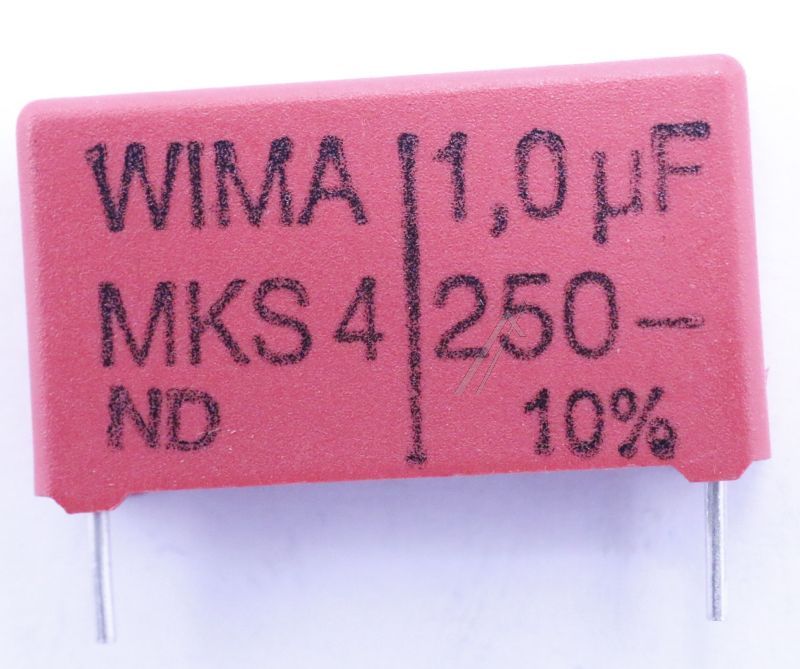 WIMA | 1,0 µF
MKS 4 | 250 –
ND | 10%